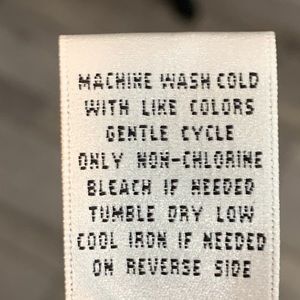 MACHINE WASH COLD
WITH LIKE COLORS
GENTLE CYCLE
ONLY NON-CHLORINE
BLEACH IF NEEDED
TUMBLE DRY LOW
COOL IRON IF NEEDED
ON REVERSE SIDE